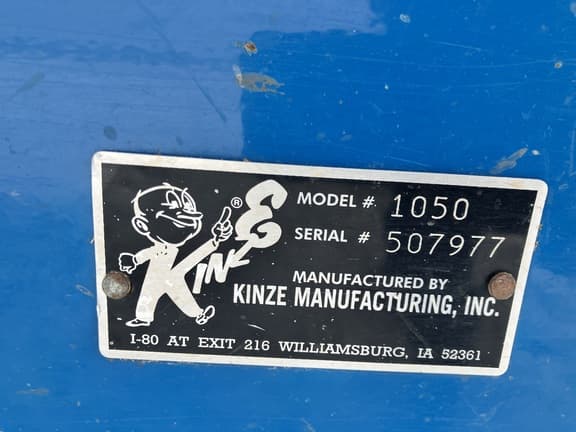 KINZE ®
MODEL # 1050
SERIAL # 507977
MANUFACTURED BY
KINZE MANUFACTURING, INC.
I-80 AT EXIT 216 WILLIAMSBURG, IA 52361